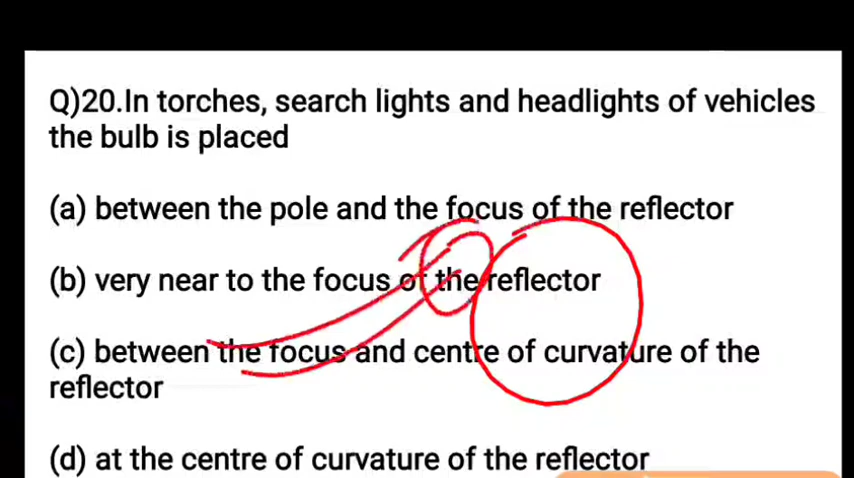 Q)20.In torches, search lights and headlights of vehicles
the bulb is placed
(a) between the pole and the focus of the reflector
(b) very near to the focus of the reflector
(c) between the focus and centre of curvature of the
reflector
(d) at the centre of curvature of the reflector